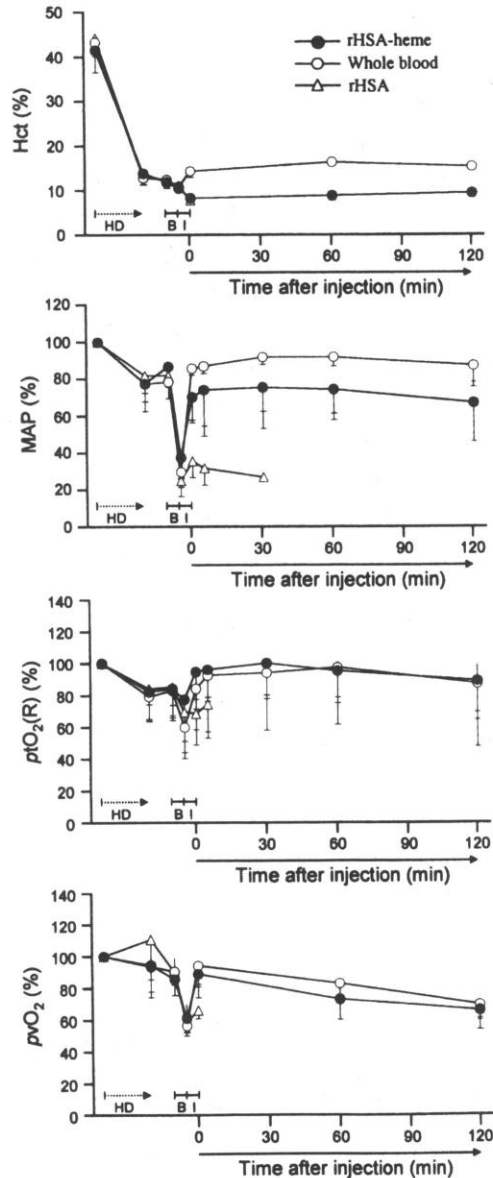 50
40
30
20
10
0
Hct (%)
rHSA-heme
Whole blood
rHSA
HD
B
I
0 30 60 90 120
Time after injection (min)
120
100
80
60
40
20
0
MAP (%)
HD
B
I
0 30 60 90 120
Time after injection (min)
140
120
100
80
60
40
20
0
ptO₂(R) (%)
HD
B
I
0 30 60 90 120
Time after injection (min)
140
120
100
80
60
40
20
0
pvO₂ (%)
HD
B
I
0 30 60 90 120
Time after injection (min)